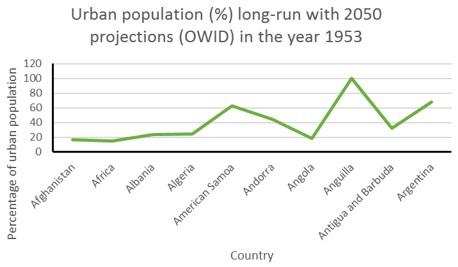 Urban population (%) long-run with 2050
projections (OWID) in the year 1953
Percentage of urban population
120
100
80
60
40
20
0
Afghanistan
Africa
Albania
Algeria
American Samoa
Andorra
Angola
Anguilla
Antigua and Barbuda
Argentina
Country